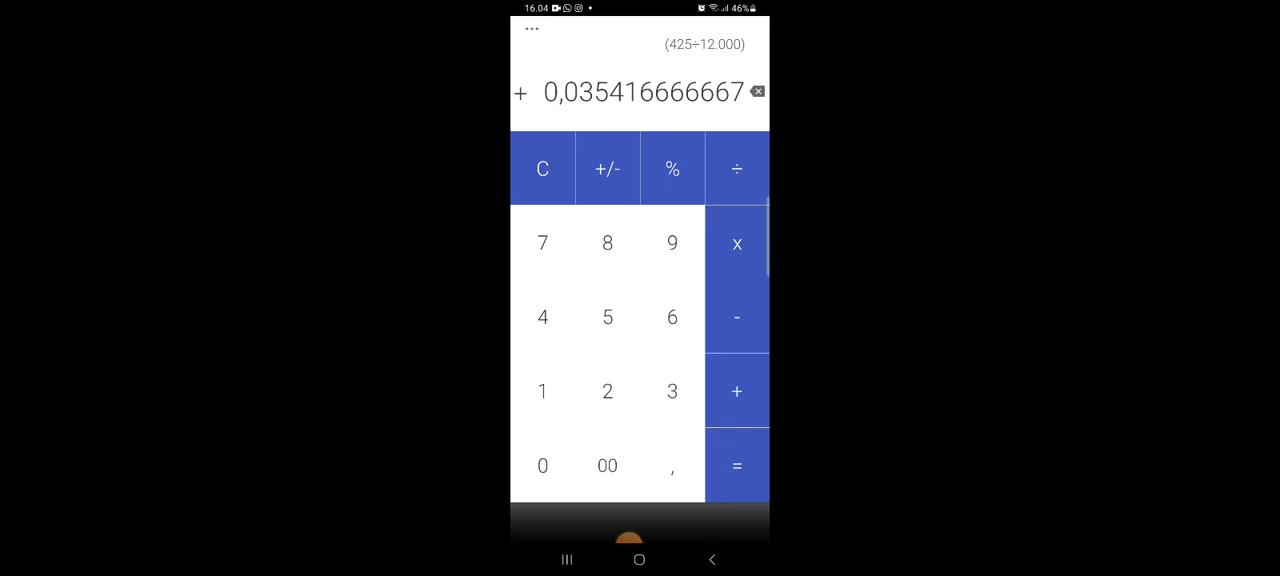 16.04 46%
(425÷12.000)
+ 0,035416666667
C +/- % ÷
7 8 9 x
4 5 6 -
1 2 3 +
0 00 , =